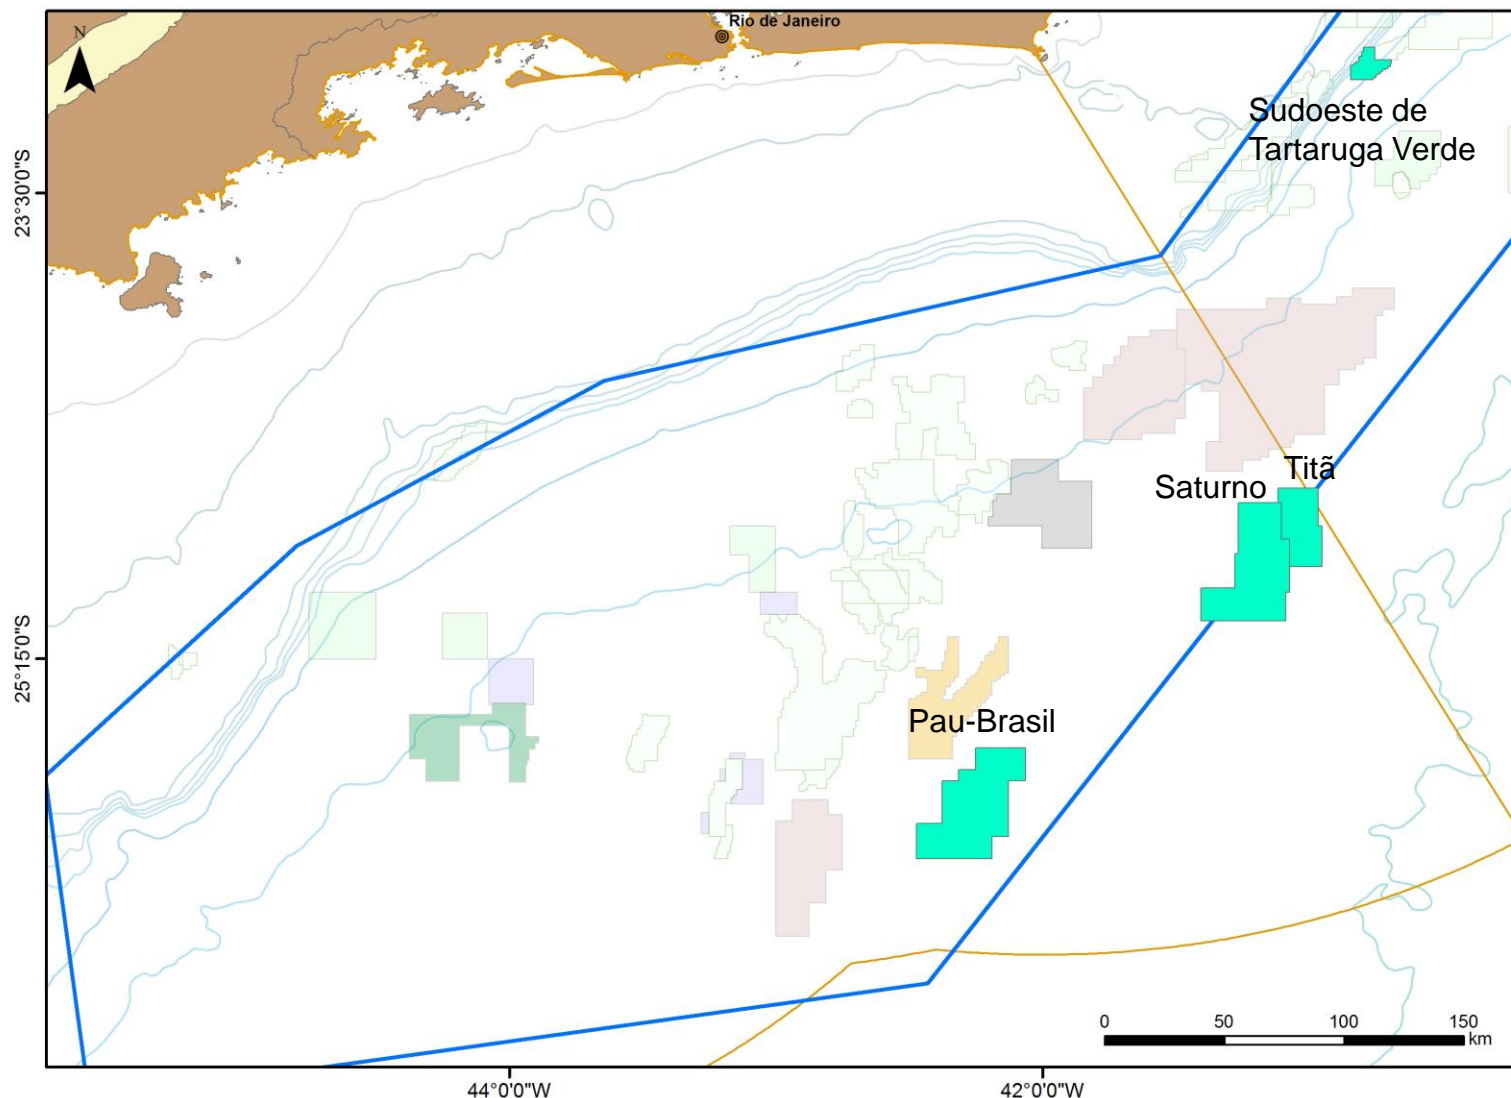 Rio de Janeiro
N
Sudoeste de
Tartaruga Verde
23°30'0"S
Titã
Saturno
25°15'0"S
Pau-Brasil
0 50 100 150
km
44°0'0"W 42°0'0"W